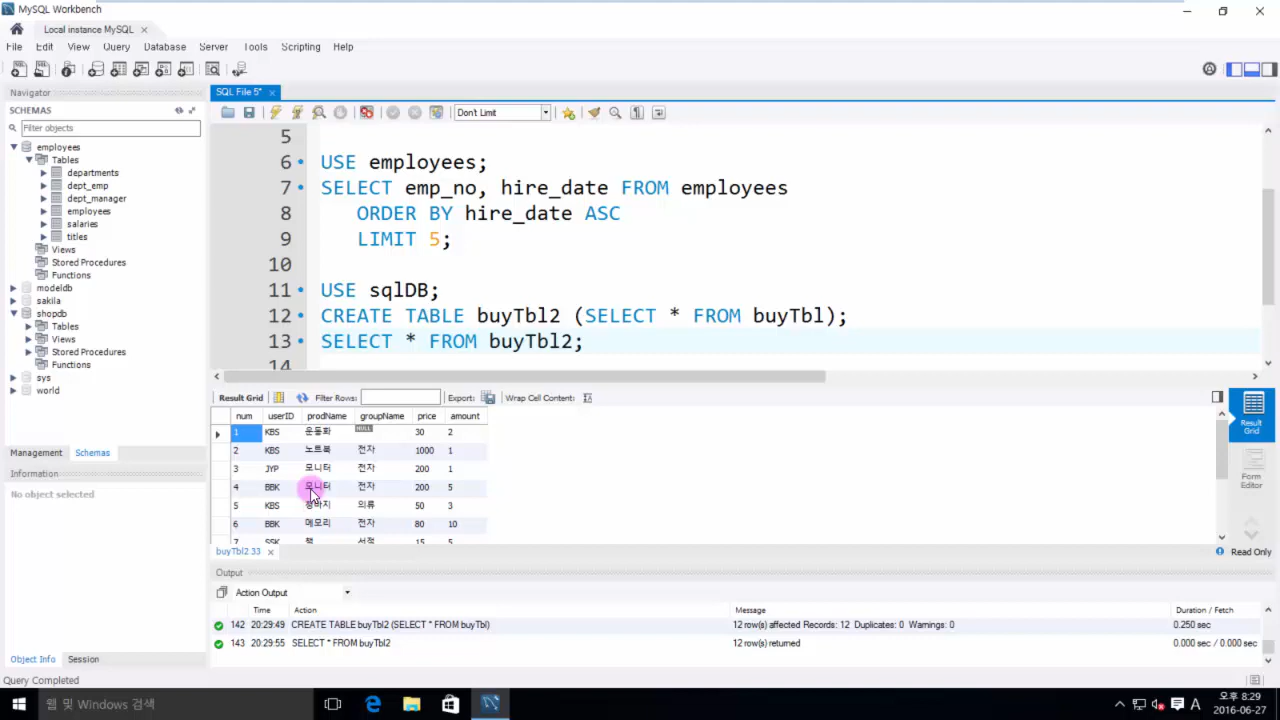 MySQL Workbench
Local instance MySQL
File Edit View Query Database Server Tools Scripting Help
Navigator
SCHEMAS
Filter objects
employees
Tables
departments
dept_emp
dept_manager
employees
salaries
titles
Views
Stored Procedures
Functions
modeldb
sakila
shopdb
Tables
Views
Stored Procedures
Functions
sys
world
Management Schemas
Information
No object selected
Object Info Session
Query Completed
SQL File 5*
Don't Limit
5
6 USE employees;
7 SELECT emp_no, hire_date FROM employees
8 ORDER BY hire_date ASC
9 LIMIT 5;
10
11 USE sqlDB;
12 CREATE TABLE buyTbl2 (SELECT * FROM buyTbl);
13 SELECT * FROM buyTbl2;
14
Result Grid Filter Rows: Export: Wrap Cell Content:
num userID prodName groupName price amount
1 KBS 운동화 NULL 30 2
2 KBS 노트북 전자 1000 1
3 JYP 모니터 전자 200 1
4 BBK 모니터 전자 200 5
5 KBS 청바지 의류 50 3
6 BBK 메모리 전자 80 10
7 SSK 책 서적 15 5
Result Grid
Form Editor
buyTbl2 33
Read Only
Output
Action Output
Time Action Message Duration / Fetch
142 20:29:49 CREATE TABLE buyTbl2 (SELECT * FROM buyTbl) 12 row(s) affected Records: 12 Duplicates: 0 Warnings: 0 0.250 sec
143 20:29:55 SELECT * FROM buyTbl2 12 row(s) returned 0.000 sec / 0.000 sec
웹 및 Windows 검색
A
오후 8:29
2016-06-27